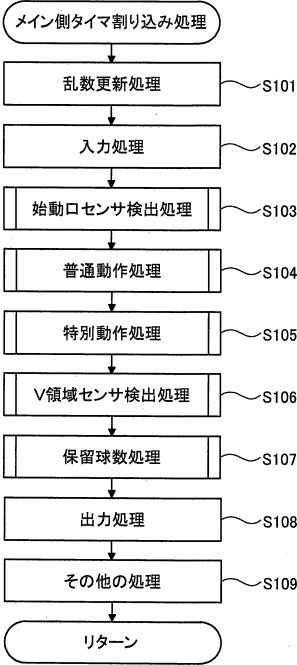 メイン側タイマ割り込み処理
乱数更新処理 S101
入力処理 S102
始動口センサ検出処理 S103
普通動作処理 S104
特別動作処理 S105
V領域センサ検出処理 S106
保留球数処理 S107
出力処理 S108
その他の処理 S109
リターン